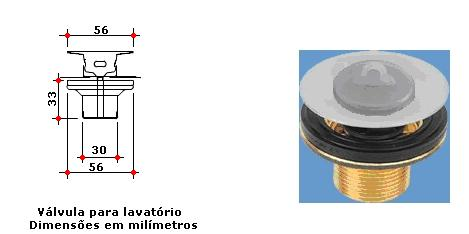 56
33
30
56
Válvula para lavatório
Dimensões em milímetros